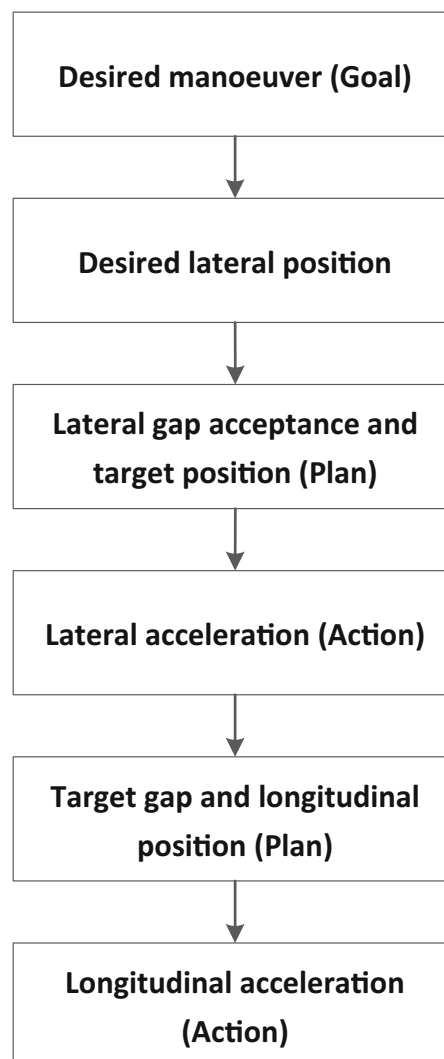 Desired manoeuver (Goal)
Desired lateral position
Lateral gap acceptance and
target position (Plan)
Lateral acceleration (Action)
Target gap and longitudinal
position (Plan)
Longitudinal acceleration
(Action)